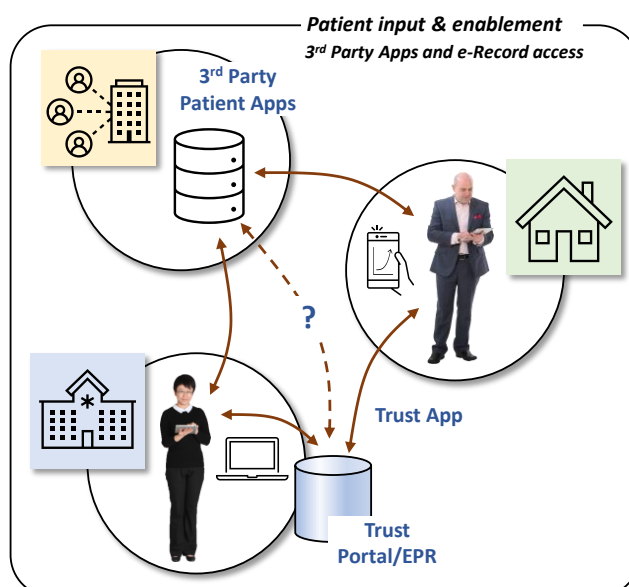 Patient input & enablement
3rd Party Apps and e-Record access
3rd Party
Patient Apps
?
Trust App
Trust
Portal/EPR